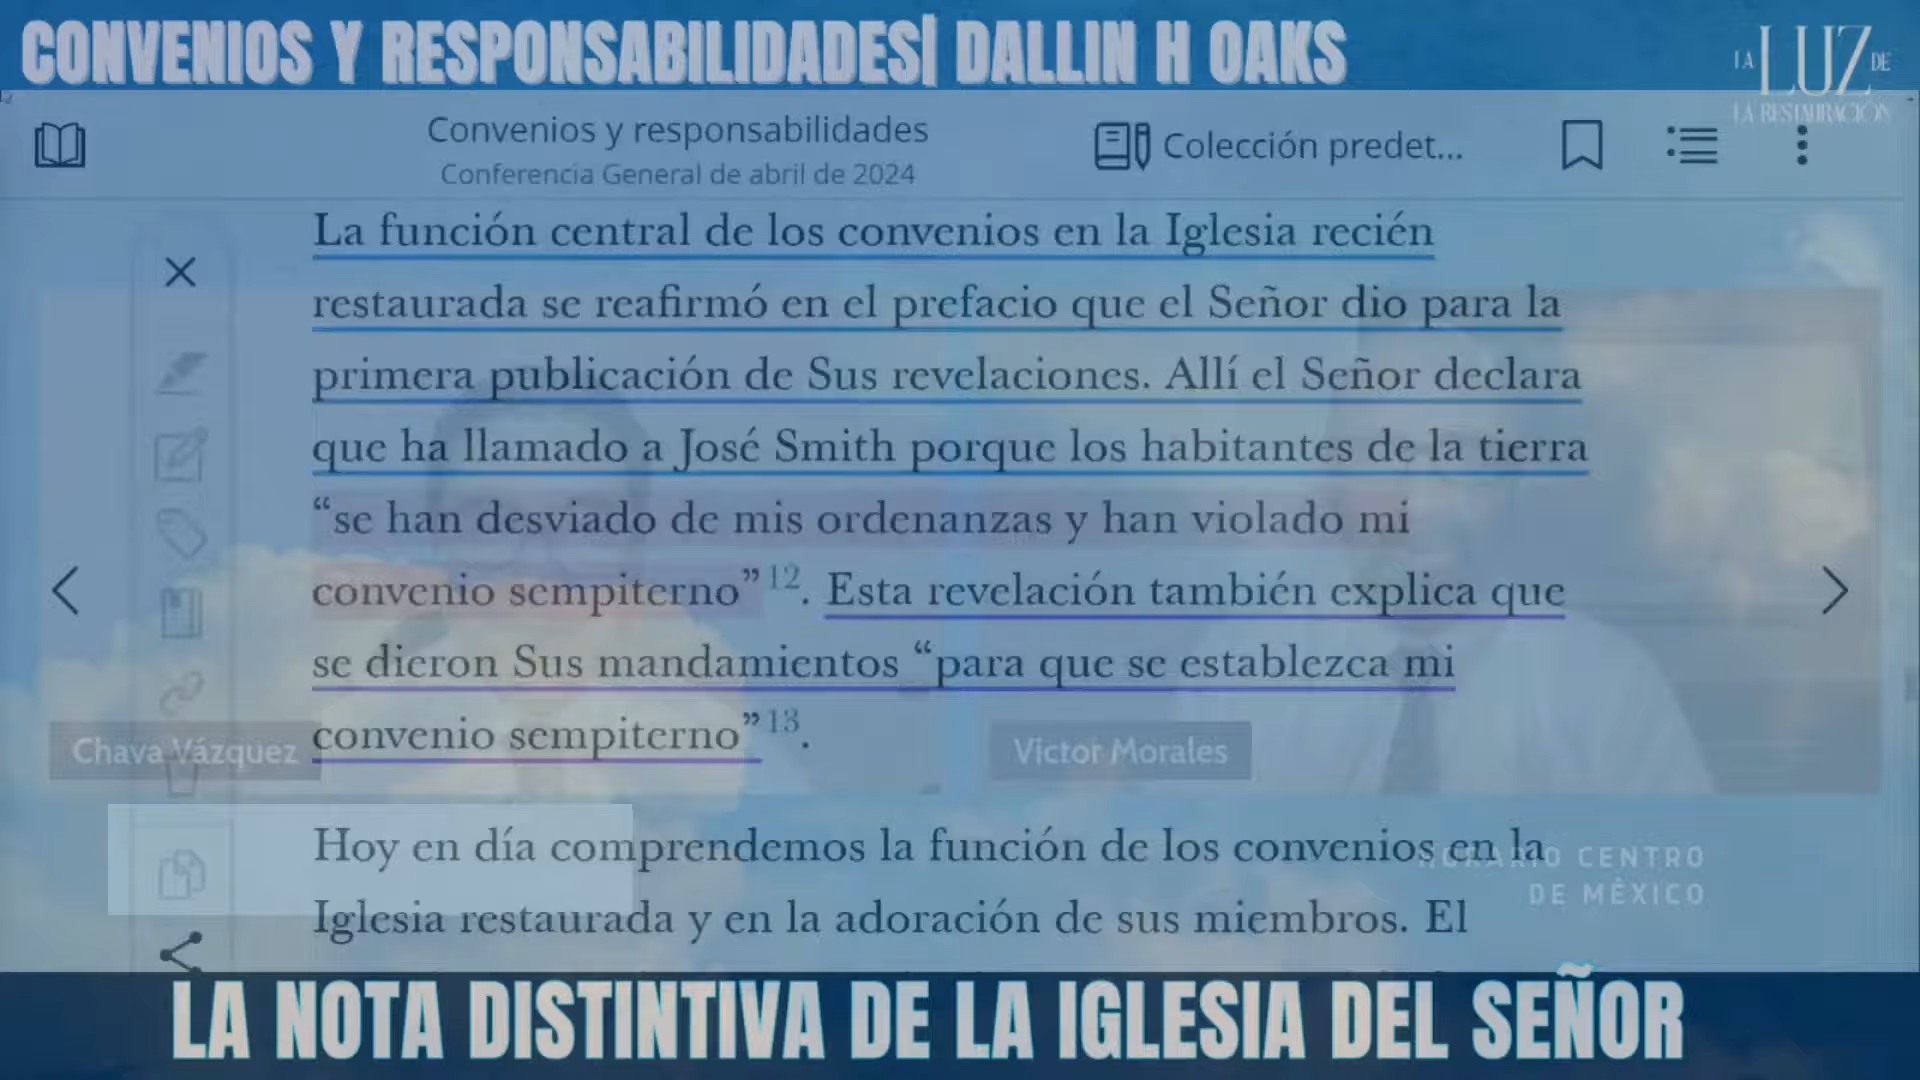 CONVENIOS Y RESPONSABILIDADES| DALLIN H OAKS
LA LUZ DE
LA RESTAURACIÓN
Convenios y responsabilidades
Conferencia General de abril de 2024
Colección predet...
La función central de los convenios en la Iglesia recién
restaurada se reafirmó en el prefacio que el Señor dio para la
primera publicación de Sus revelaciones. Allí el Señor declara
que ha llamado a José Smith porque los habitantes de la tierra
“se han desviado de mis ordenanzas y han violado mi
convenio sempiterno”12. Esta revelación también explica que
se dieron Sus mandamientos “para que se establezca mi
convenio sempiterno”13.
Chava Vázquez
Victor Morales
Hoy en día comprendemos la función de los convenios en la
Iglesia restaurada y en la adoración de sus miembros. El
HORARIO CENTRO
DE MÉXICO
LA NOTA DISTINTIVA DE LA IGLESIA DEL SEÑOR